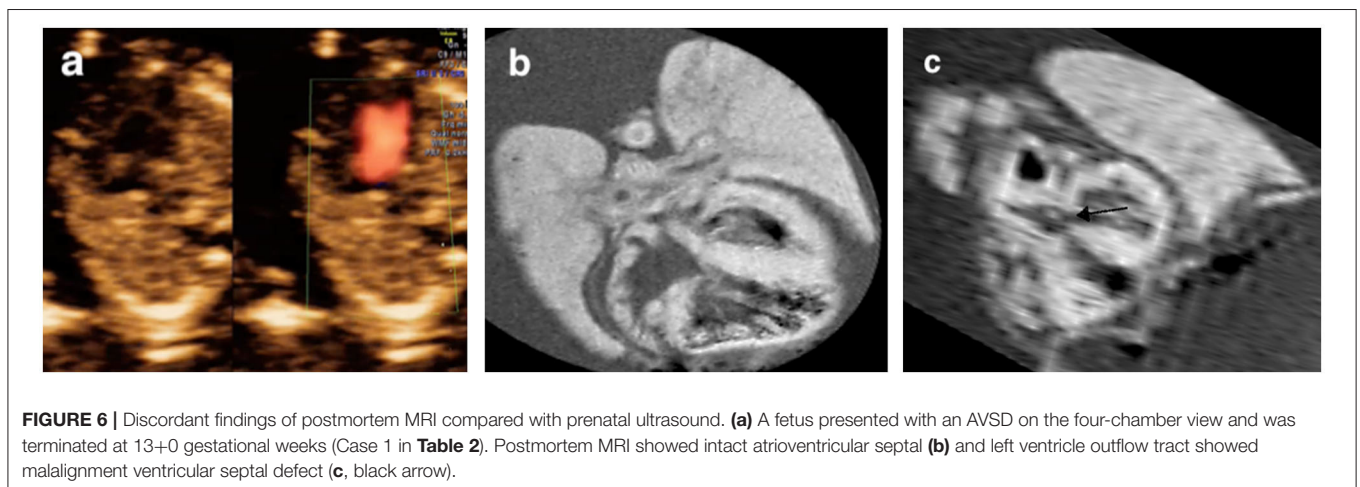 a
b
c
FIGURE 6 | Discordant findings of postmortem MRI compared with prenatal ultrasound. (a) A fetus presented with an AVSD on the four-chamber view and was
terminated at 13+0 gestational weeks (Case 1 in Table 2). Postmortem MRI showed intact atrioventricular septal (b) and left ventricle outflow tract showed
malalignment ventricular septal defect (c, black arrow).